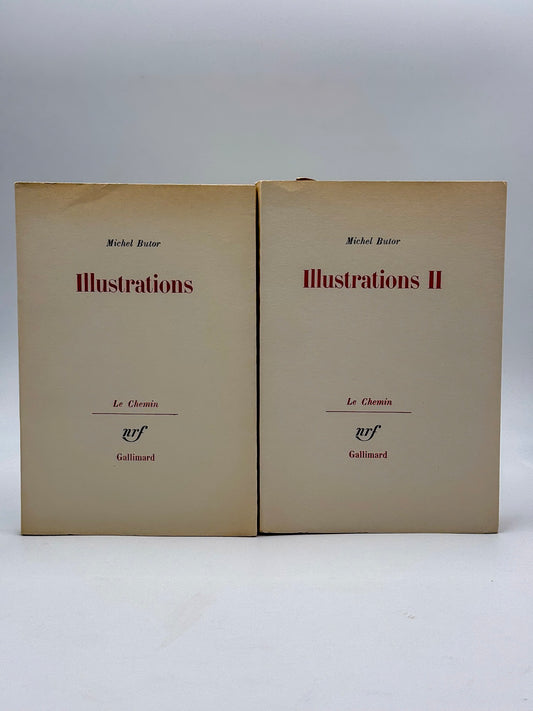 Michel Butor
Illustrations
Le Chemin
nrf
Gallimard
Michel Butor
Illustrations II
Le Chemin
nrf
Gallimard